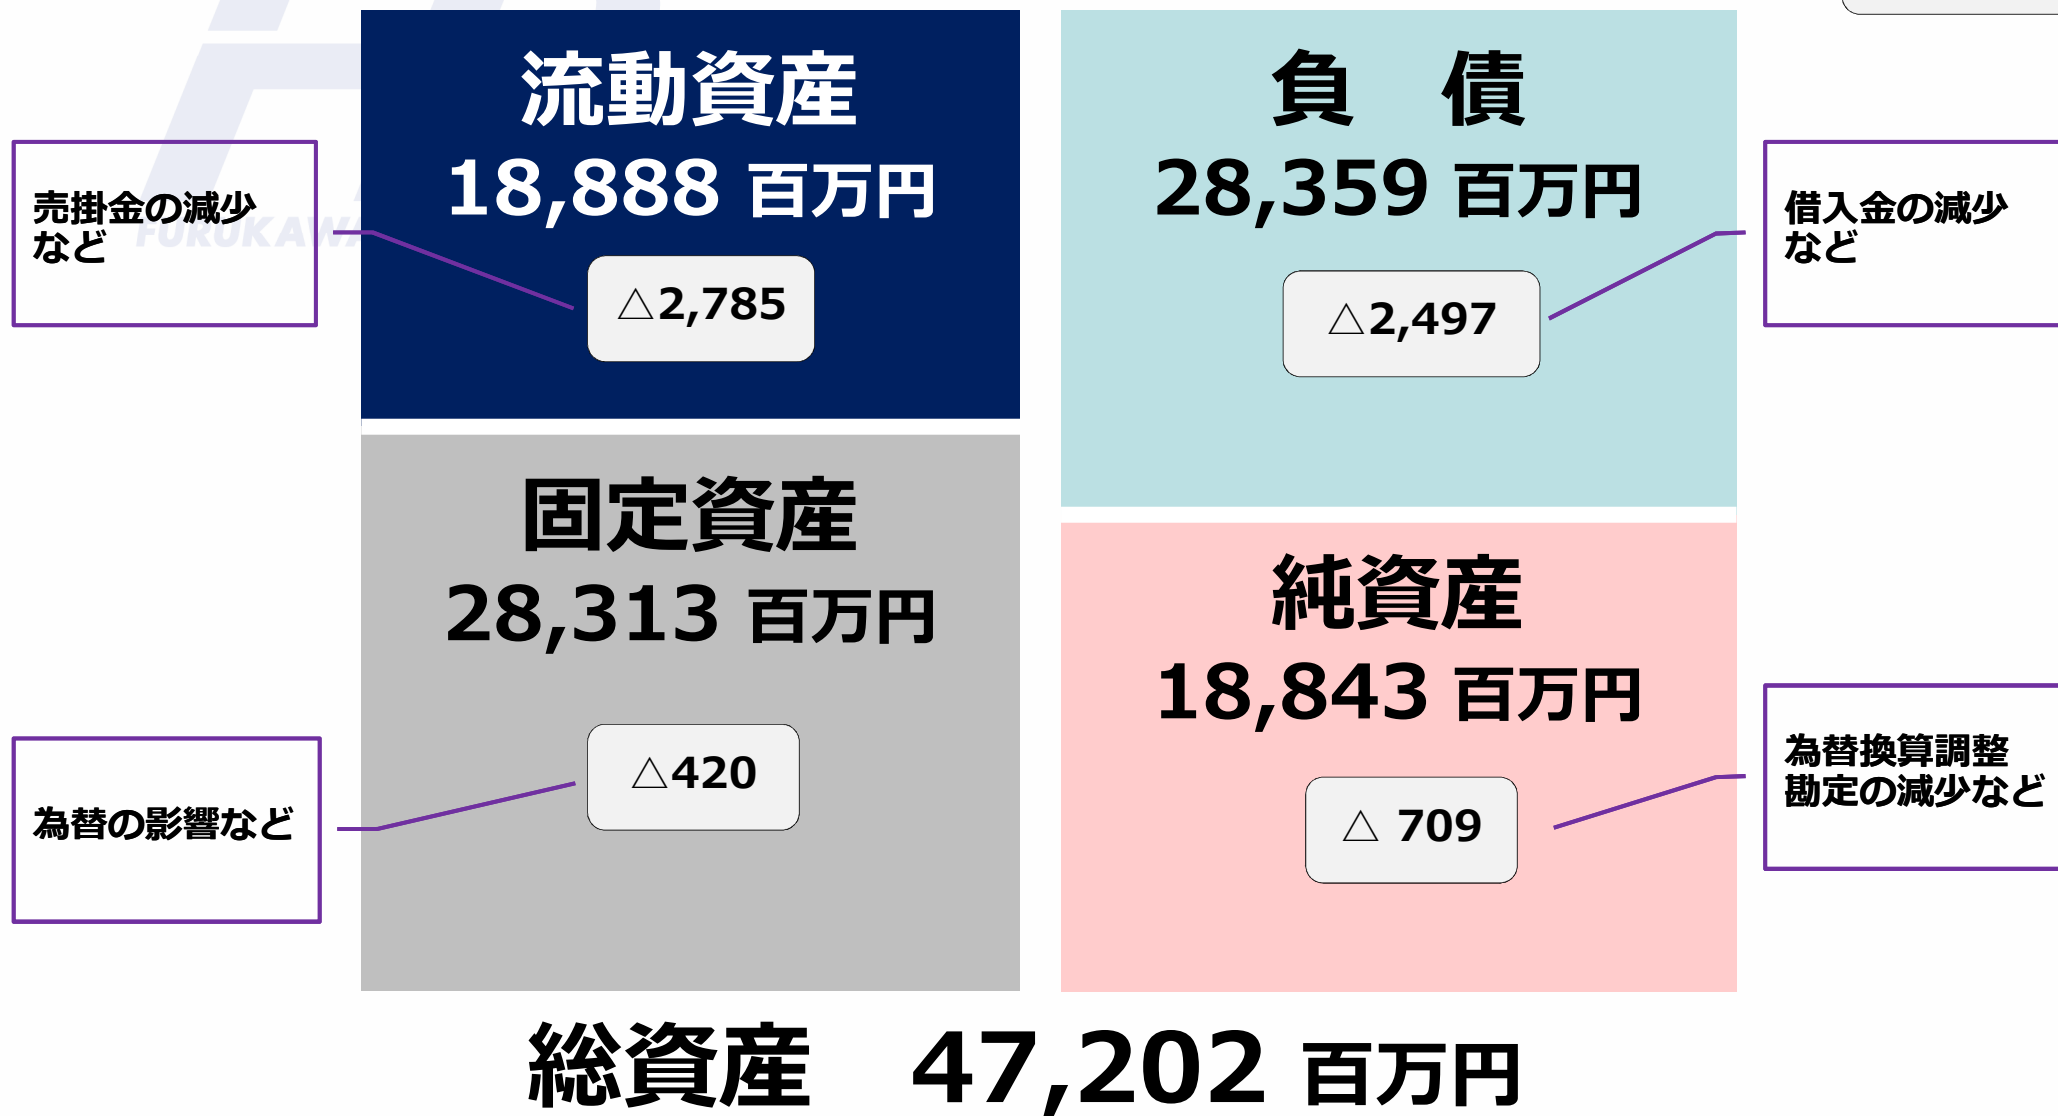 流動資産
18,888 百万円
△2,785
売掛金の減少
など
FURUKAWA
固定資産
28,313 百万円
△420
為替の影響など
負　債
28,359 百万円
△2,497
借入金の減少
など
純資産
18,843 百万円
△ 709
為替換算調整
勘定の減少など
総資産　47,202 百万円